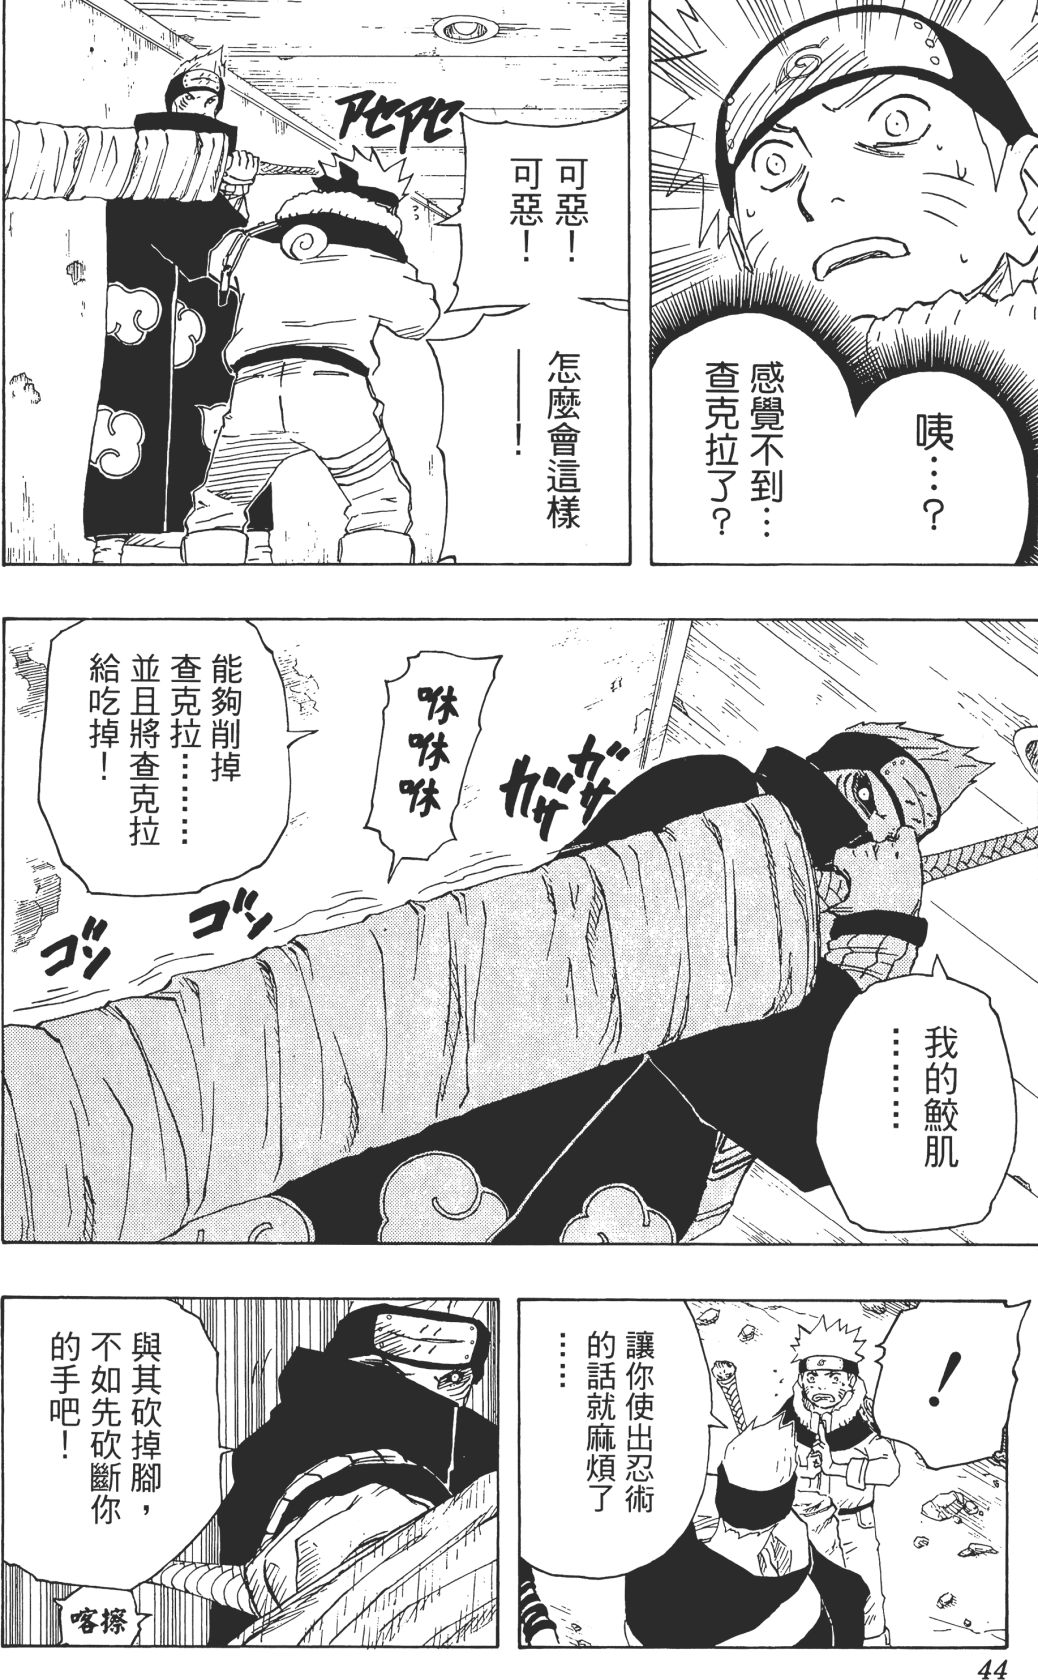 咦…？
感覺不到…
查克拉了？
アセアセ
可惡！
可惡！
怎麼會這樣
——！
我的鮫肌
………
ガサ
ガサ
咻
咻
咻
能夠削掉
查克拉………
並且將查克拉
給吃掉！
ゴソ
ゴソ
！
讓你使出忍術
的話就麻煩了
……
與其砍掉腳，
不如先砍斷你
的手吧！
喀擦
44